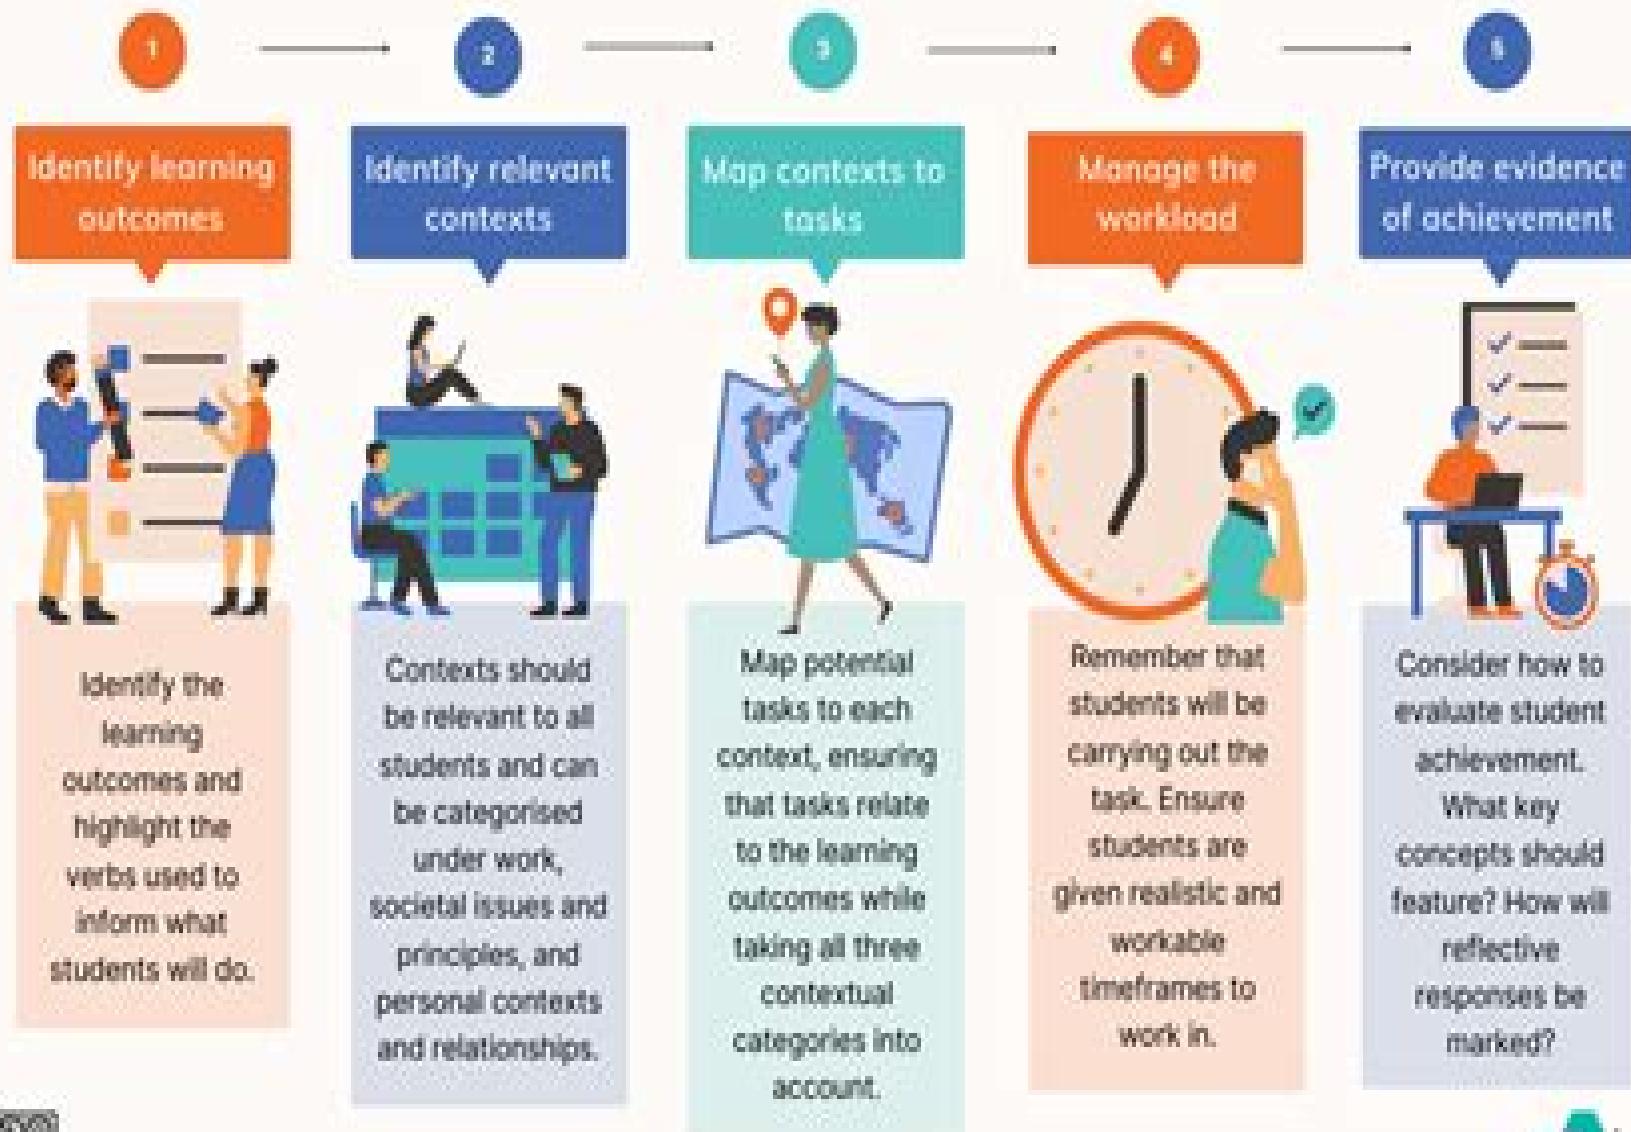 1
2
3
4
5
Identify learning
outcomes
Identify relevant
contexts
Map contexts to
tasks
Manage the
workload
Provide evidence
of achievement
Identify the
learning
outcomes and
highlight the
verbs used to
inform what
students will do.
Contexts should
be relevant to all
students and can
be categorised
under work,
societal issues and
principles, and
personal contexts
and relationships.
Map potential
tasks to each
context, ensuring
that tasks relate
to the learning
outcomes while
taking all three
contextual
categories into
account.
Remember that
students will be
carrying out the
task. Ensure
students are
given realistic and
workable
timeframes to
work in.
Consider how to
evaluate student
achievement.
What key
concepts should
feature? How will
reflective
responses be
marked?